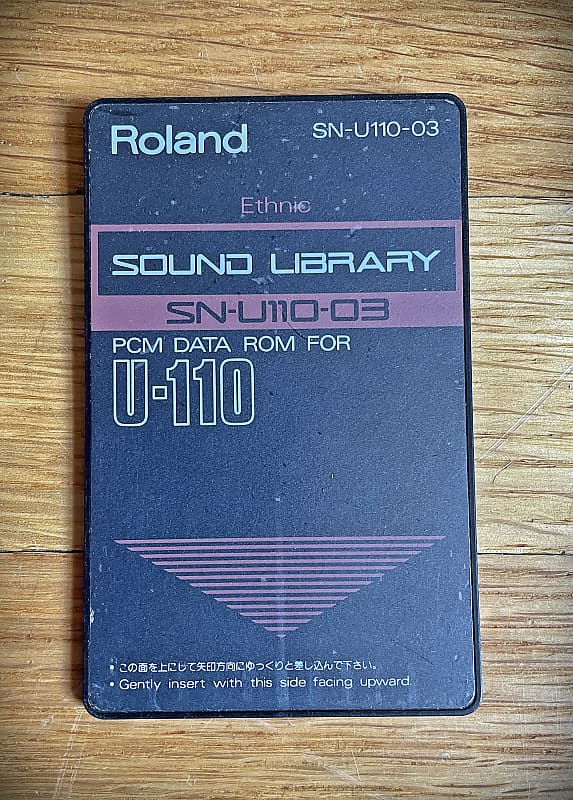 Roland
SN-U110-03
Ethnic
SOUND LIBRARY
SN-U110-03
PCM DATA ROM FOR
U-110
• この面を上にして矢印方向にゆっくりと差し込んで下さい。
• Gently insert with this side facing upward.